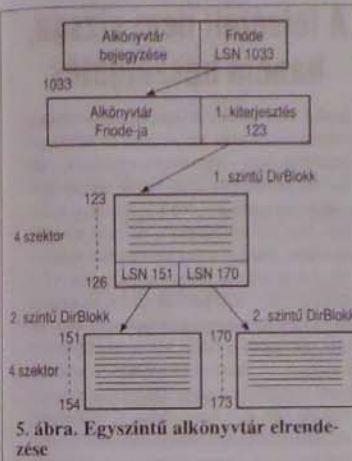 Alkönyvtár bejegyzése
Fnode LSN 1033
1033
Alkönyvtár Fnode-ja
1. kiterjesztés 123
1. szintű DirBlokk
123
4 szektor
126
LSN 151
LSN 170
2. szintű DirBlokk
2. szintű DirBlokk
151
4 szektor
154
170
173
5. ábra. Egyszintű alkönyvtár elrende-
zése